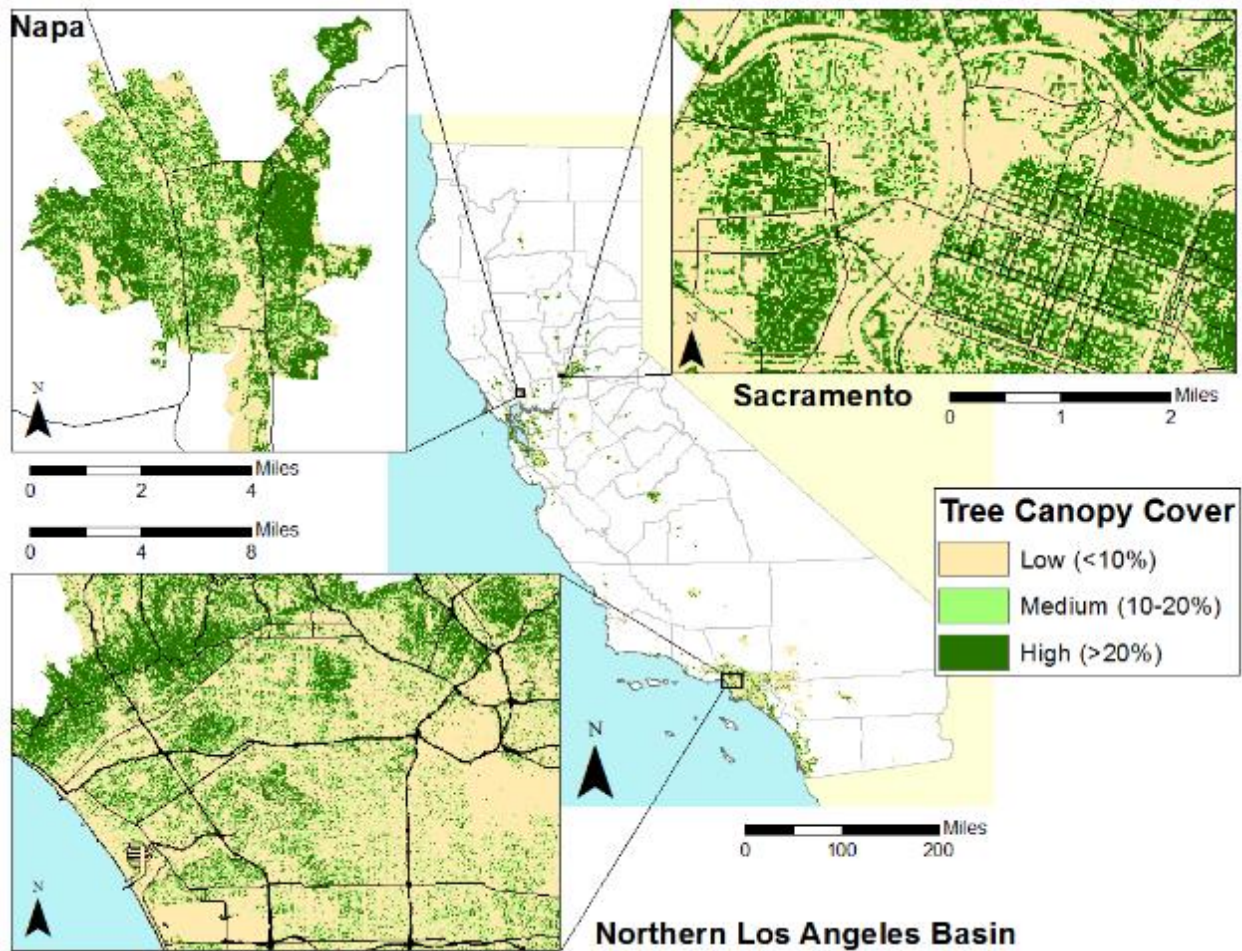 Napa
N
Miles
0 2 4
Miles
0 4 8
N
Sacramento
Miles
0 1 2
Tree Canopy Cover
Low (<10%)
Medium (10-20%)
High (>20%)
N
N
Miles
0 100 200
Northern Los Angeles Basin